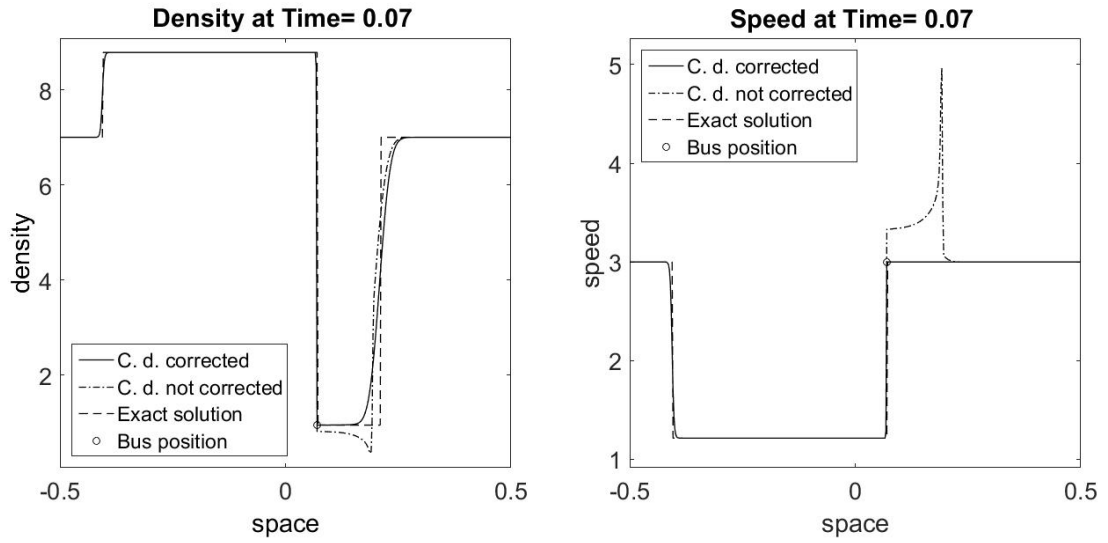 Density at Time= 0.07
8
6
4
2
density
C. d. corrected
C. d. not corrected
Exact solution
Bus position
-0.5
0
0.5
space
Speed at Time= 0.07
5
4
3
2
1
speed
C. d. corrected
C. d. not corrected
Exact solution
Bus position
-0.5
0
0.5
space